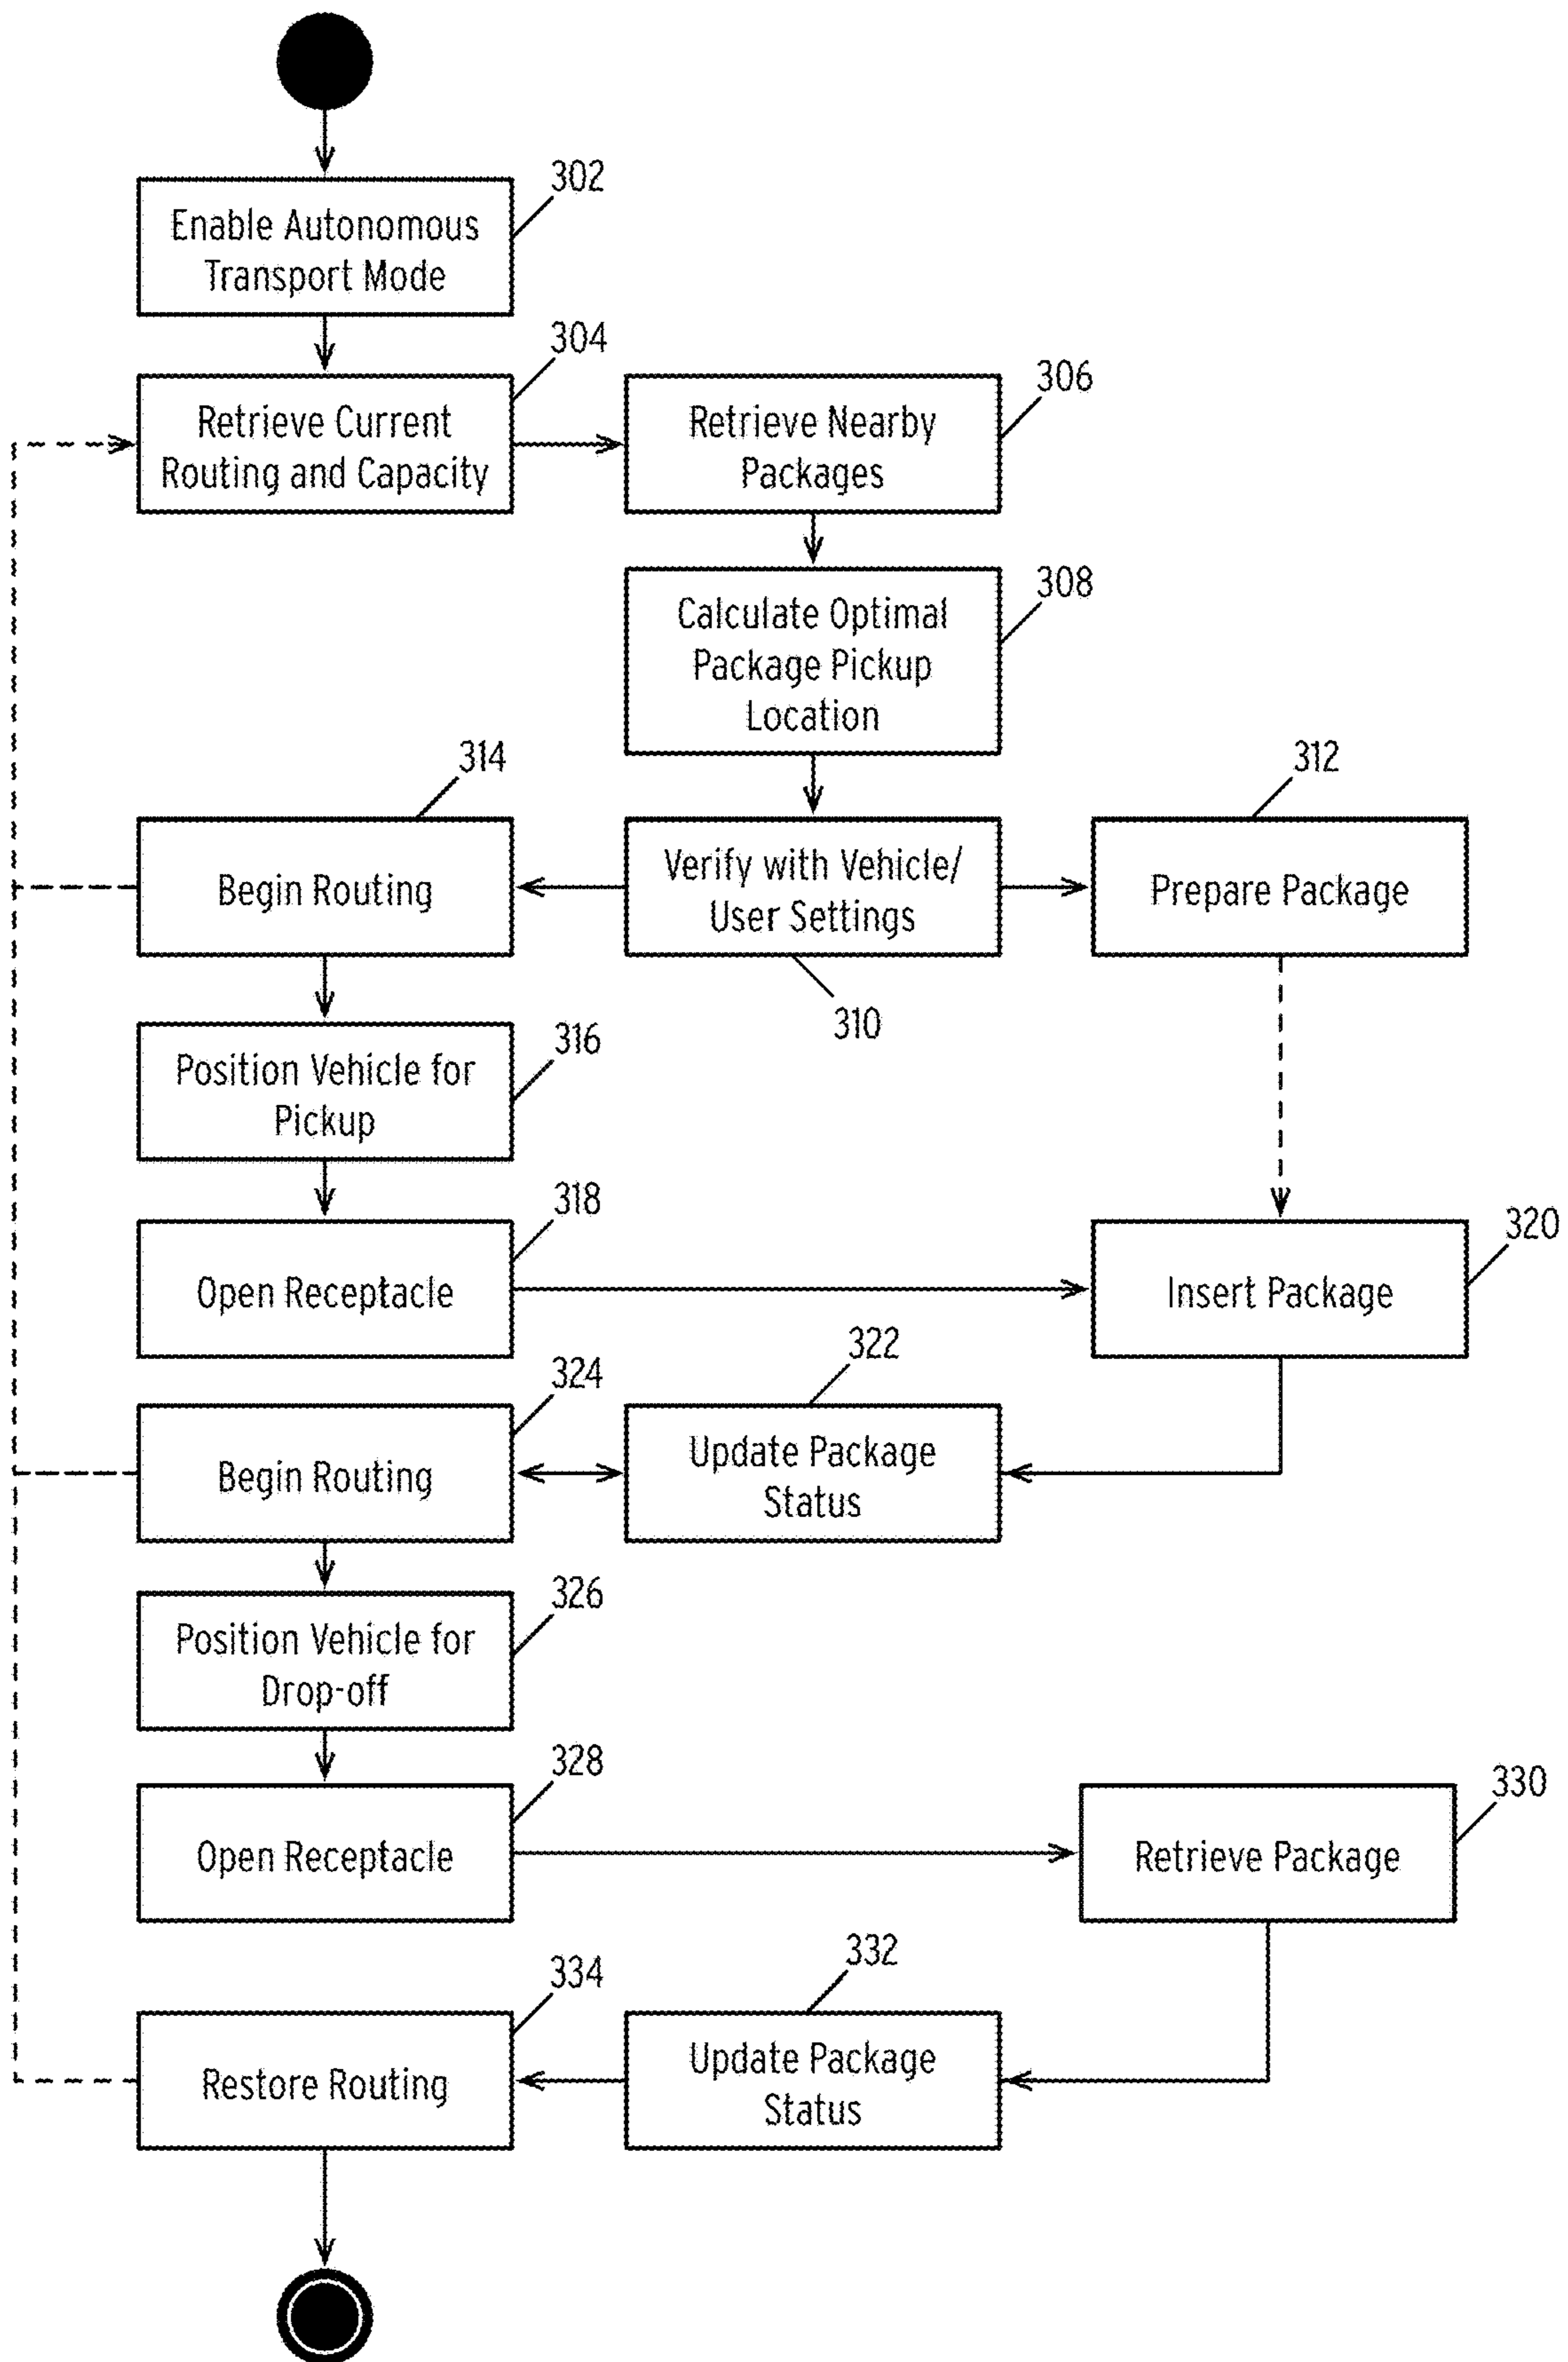 302
Enable Autonomous
Transport Mode
304
Retrieve Current
Routing and Capacity
306
Retrieve Nearby
Packages
308
Calculate Optimal
Package Pickup
Location
314
Begin Routing
Verify with Vehicle/
User Settings
310
312
Prepare Package
316
Position Vehicle for
Pickup
318
Open Receptacle
320
Insert Package
324
Begin Routing
322
Update Package
Status
326
Position Vehicle for
Drop-off
328
Open Receptacle
330
Retrieve Package
334
Restore Routing
332
Update Package
Status